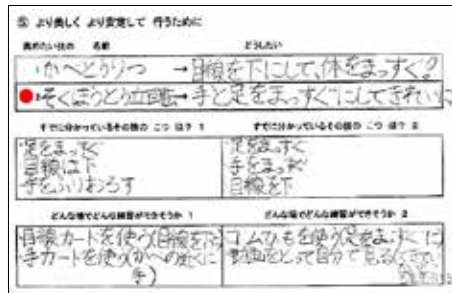 ⑤ より美しく より安定して 行うために
高めたい技の 名前 どうしたい
・かべとうりつ →目線を下にして、体をまっすぐ
そくほうとう立回転→手と足をまっすぐにしてきれいに
すでに分かっているその技の こつ は? 1 すでに分かっているその技の こつ は? 2
足をまっすぐ 足をまっすぐ
目線は下 手をまっすぐ
手をふりおろす 目線を下
どんな場でどんな練習ができそうか 1 どんな場でどんな練習ができそうか 2
・目線カードを使う(目線を下に) ゴムひもを使う(足をまっすぐに)
・手カードを使う(かべの近くに 動画をとって自分で見る
手)